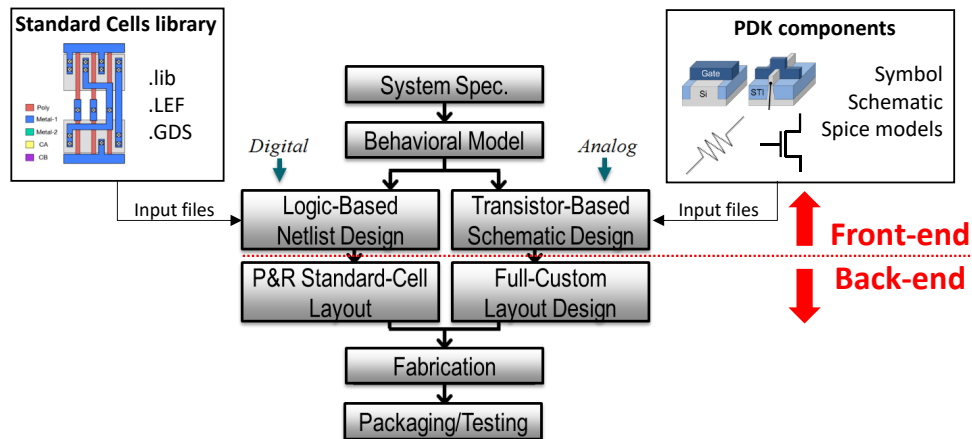 Standard Cells library
Poly
Metal-1
Metal-2
CA
CB
.lib
.LEF
.GDS
PDK components
Gate
Si
STI
Symbol
Schematic
Spice models
System Spec.
Behavioral Model
Digital
Analog
Input files
Logic-Based
Netlist Design
Transistor-Based
Schematic Design
Input files
Front-end
Back-end
P&R Standard-Cell
Layout
Full-Custom
Layout Design
Fabrication
Packaging/Testing